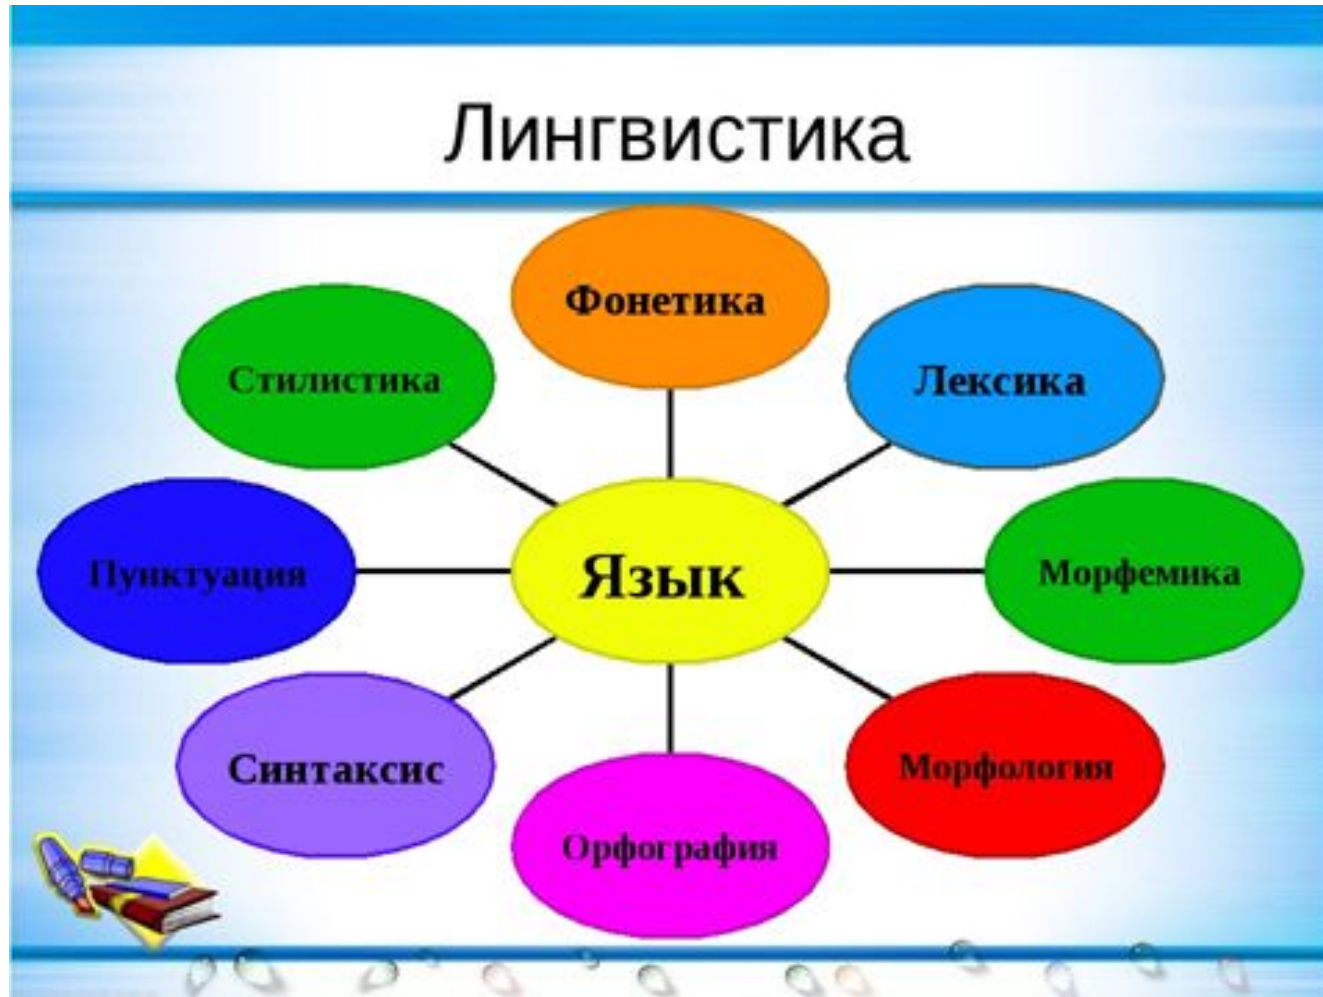 Лингвистика
Фонетика
Стилистика
Лексика
Пунктуация
Язык
Морфемика
Синтаксис
Морфология
Орфография